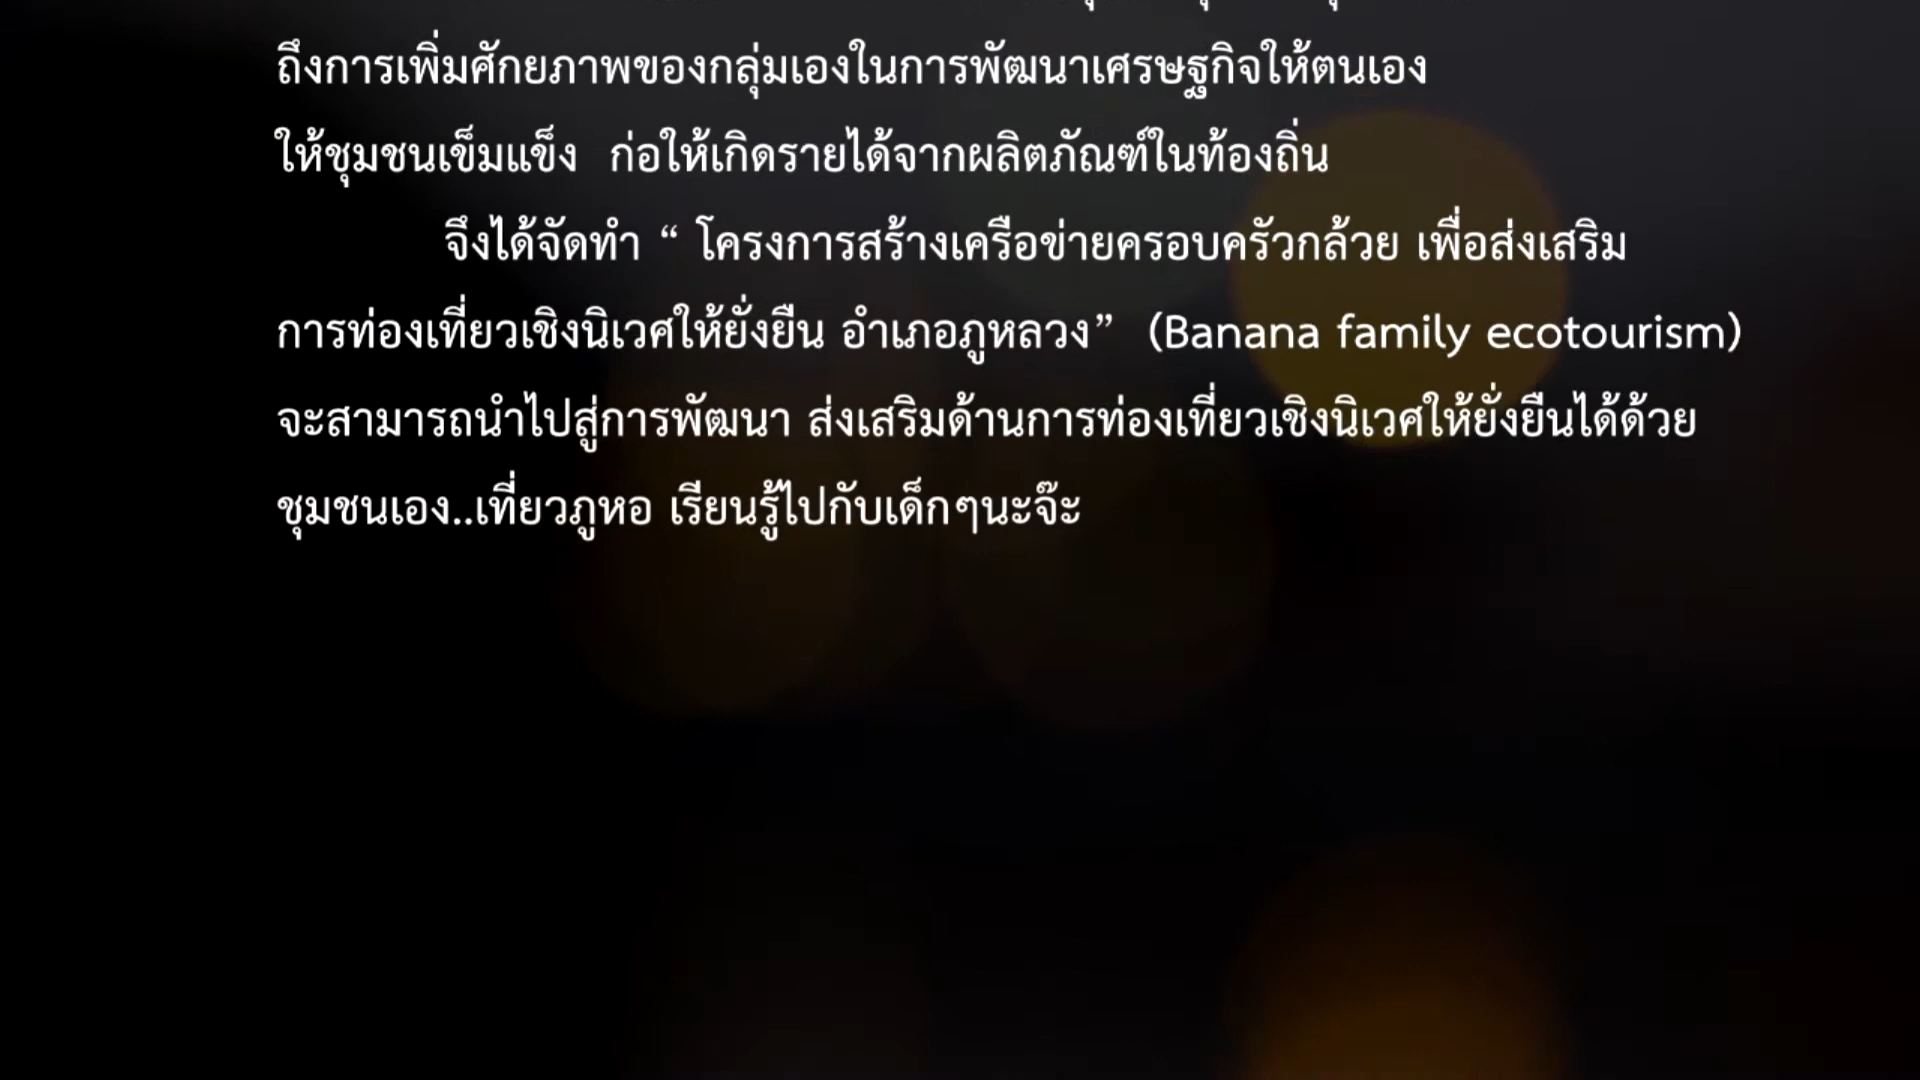 ถึงการเพิ่มศักยภาพของกลุ่มเองในการพัฒนาเศรษฐกิจให้ตนเอง
ให้ชุมชนเข็มแข็ง ก่อให้เกิดรายได้จากผลิตภัณฑ์ในท้องถิ่น
จึงได้จัดทำ “ โครงการสร้างเครือข่ายครอบครัวกล้วย เพื่อส่งเสริม
การท่องเที่ยวเชิงนิเวศให้ยั่งยืน อำเภอภูหลวง” (Banana family ecotourism)
จะสามารถนำไปสู่การพัฒนา ส่งเสริมด้านการท่องเที่ยวเชิงนิเวศให้ยั่งยืนได้ด้วย
ชุมชนเอง..เที่ยวภูหอ เรียนรู้ไปกับเด็กๆนะจ๊ะ